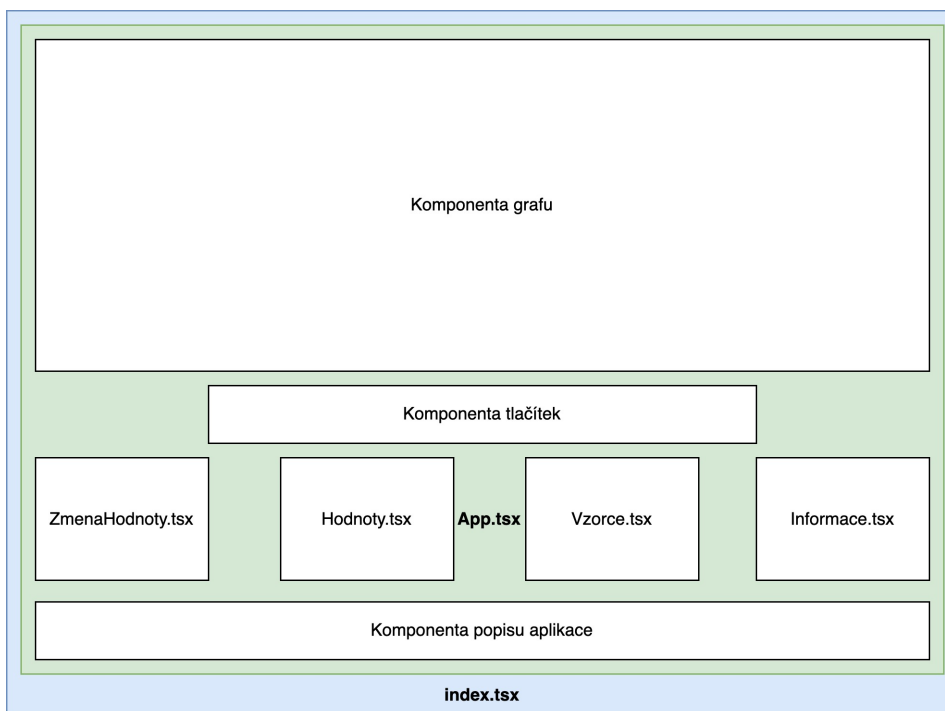 Komponenta grafu
Komponenta tlačítek
ZmenaHodnoty.tsx
Hodnoty.tsx
App.tsx
Vzorce.tsx
Informace.tsx
Komponenta popisu aplikace
index.tsx